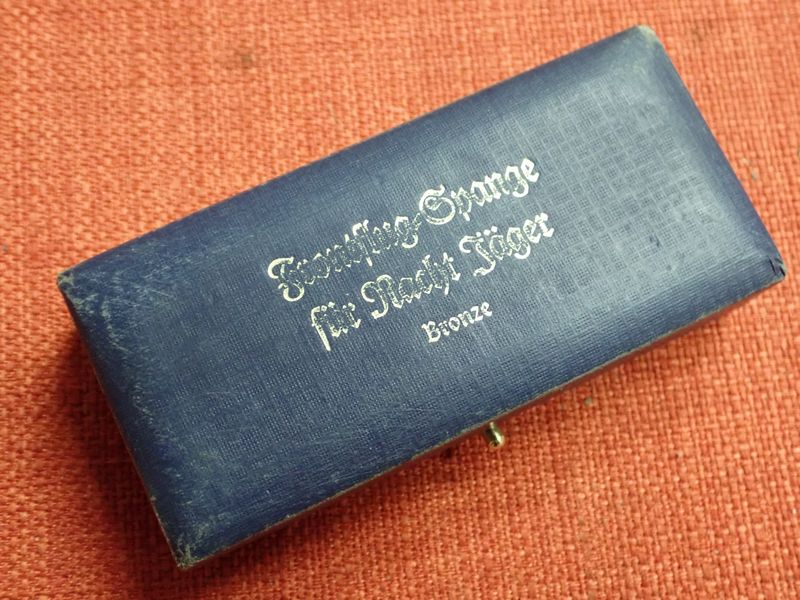 Frontflug-Spange
für Nacht Jäger
Bronze